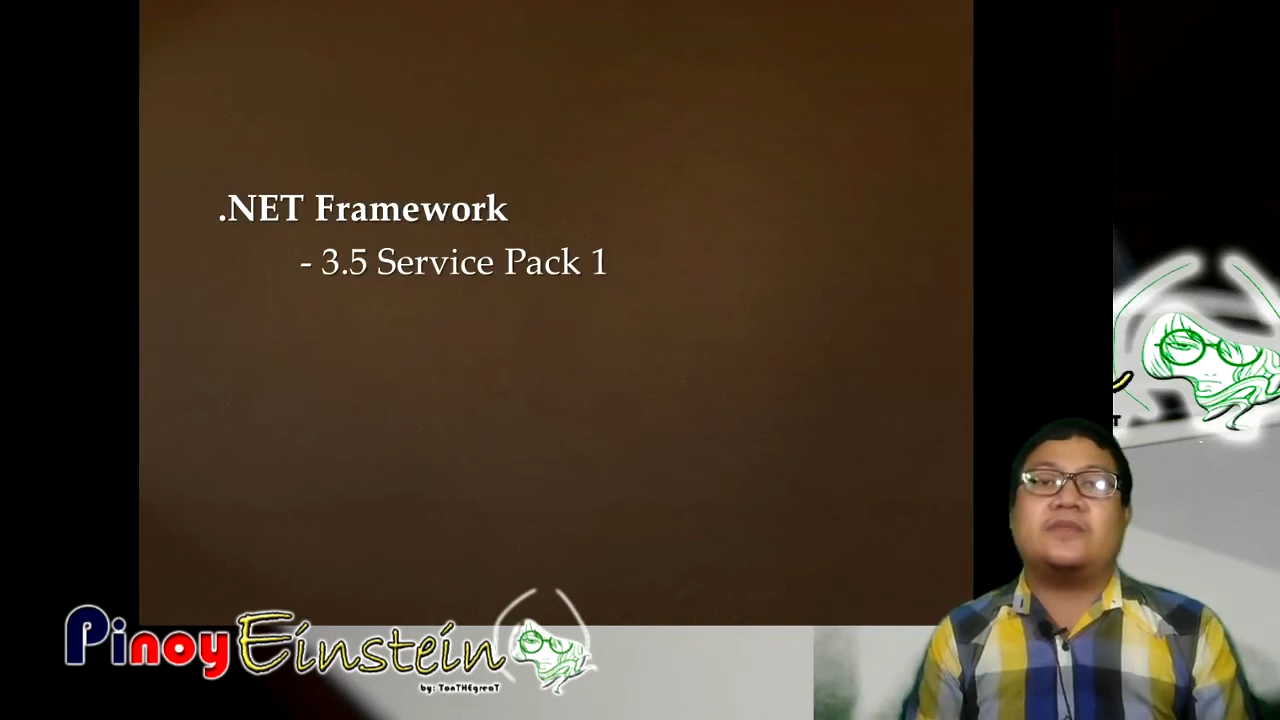 .NET Framework
- 3.5 Service Pack 1
Pinoy Einstein
by: TonTHEgreaT
T